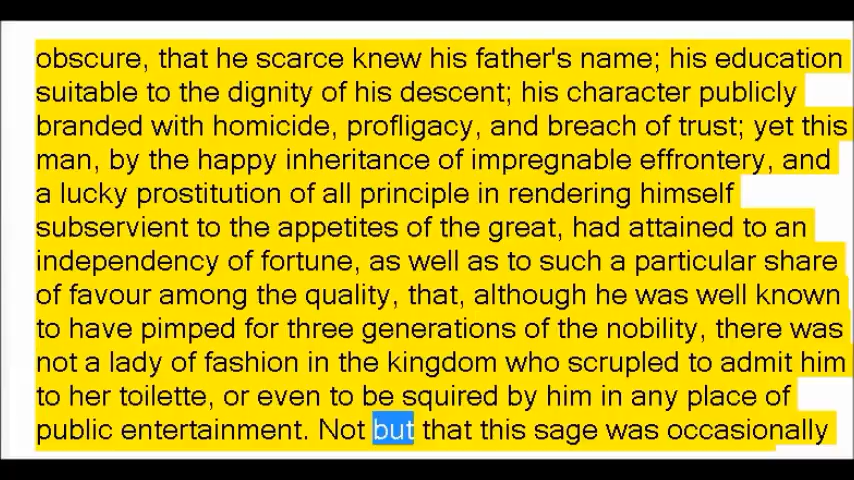 obscure, that he scarce knew his father's name; his education
suitable to the dignity of his descent; his character publicly
branded with homicide, profligacy, and breach of trust; yet this
man, by the happy inheritance of impregnable effrontery, and
a lucky prostitution of all principle in rendering himself
subservient to the appetites of the great, had attained to an
independency of fortune, as well as to such a particular share
of favour among the quality, that, although he was well known
to have pimped for three generations of the nobility, there was
not a lady of fashion in the kingdom who scrupled to admit him
to her toilette, or even to be squired by him in any place of
public entertainment. Not but that this sage was occasionally